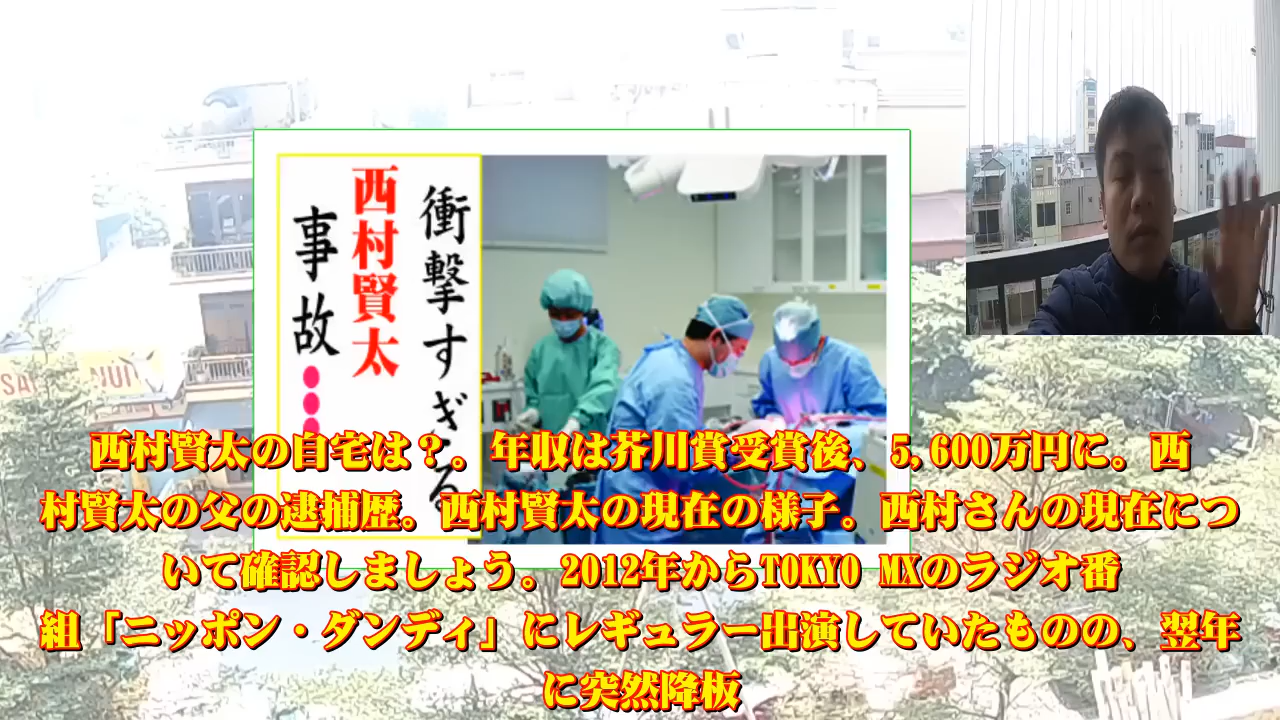 衝撃すぎる
西村賢太
事故
西村賢太の自宅は？。年収は芥川賞受賞後、5,600万円に。西
村賢太の父の逮捕歴。西村賢太の現在の様子。西村さんの現在につ
いて確認しましょう。2012年からTOKYO MXのラジオ番
組「ニッポン・ダンディ」にレギュラー出演していたものの、翌年
に突然降板